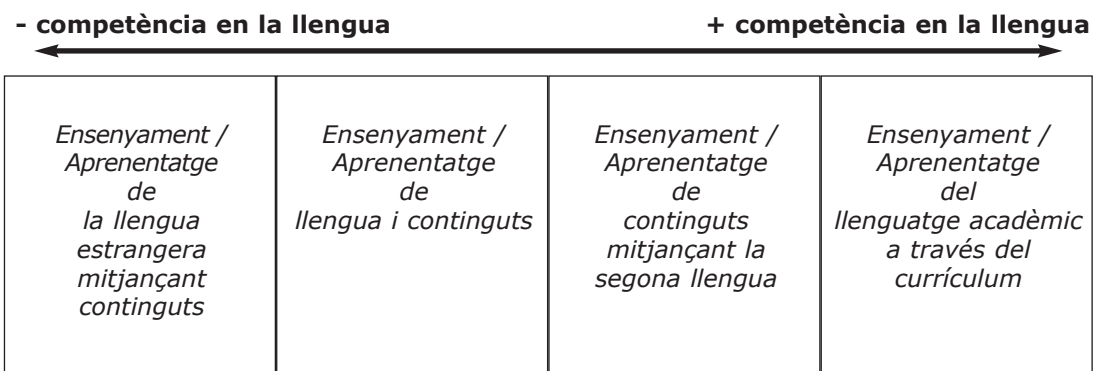 - competència en la llengua
+ competència en la llengua
Ensenyament /
Aprenentatge
de
la llengua
estrangera
mitjançant
continguts
Ensenyament /
Aprenentatge
de
llengua i continguts
Ensenyament /
Aprenentatge
de
continguts
mitjançant la
segona llengua
Ensenyament /
Aprenentatge
del
llenguatge acadèmic
a través del
currículum